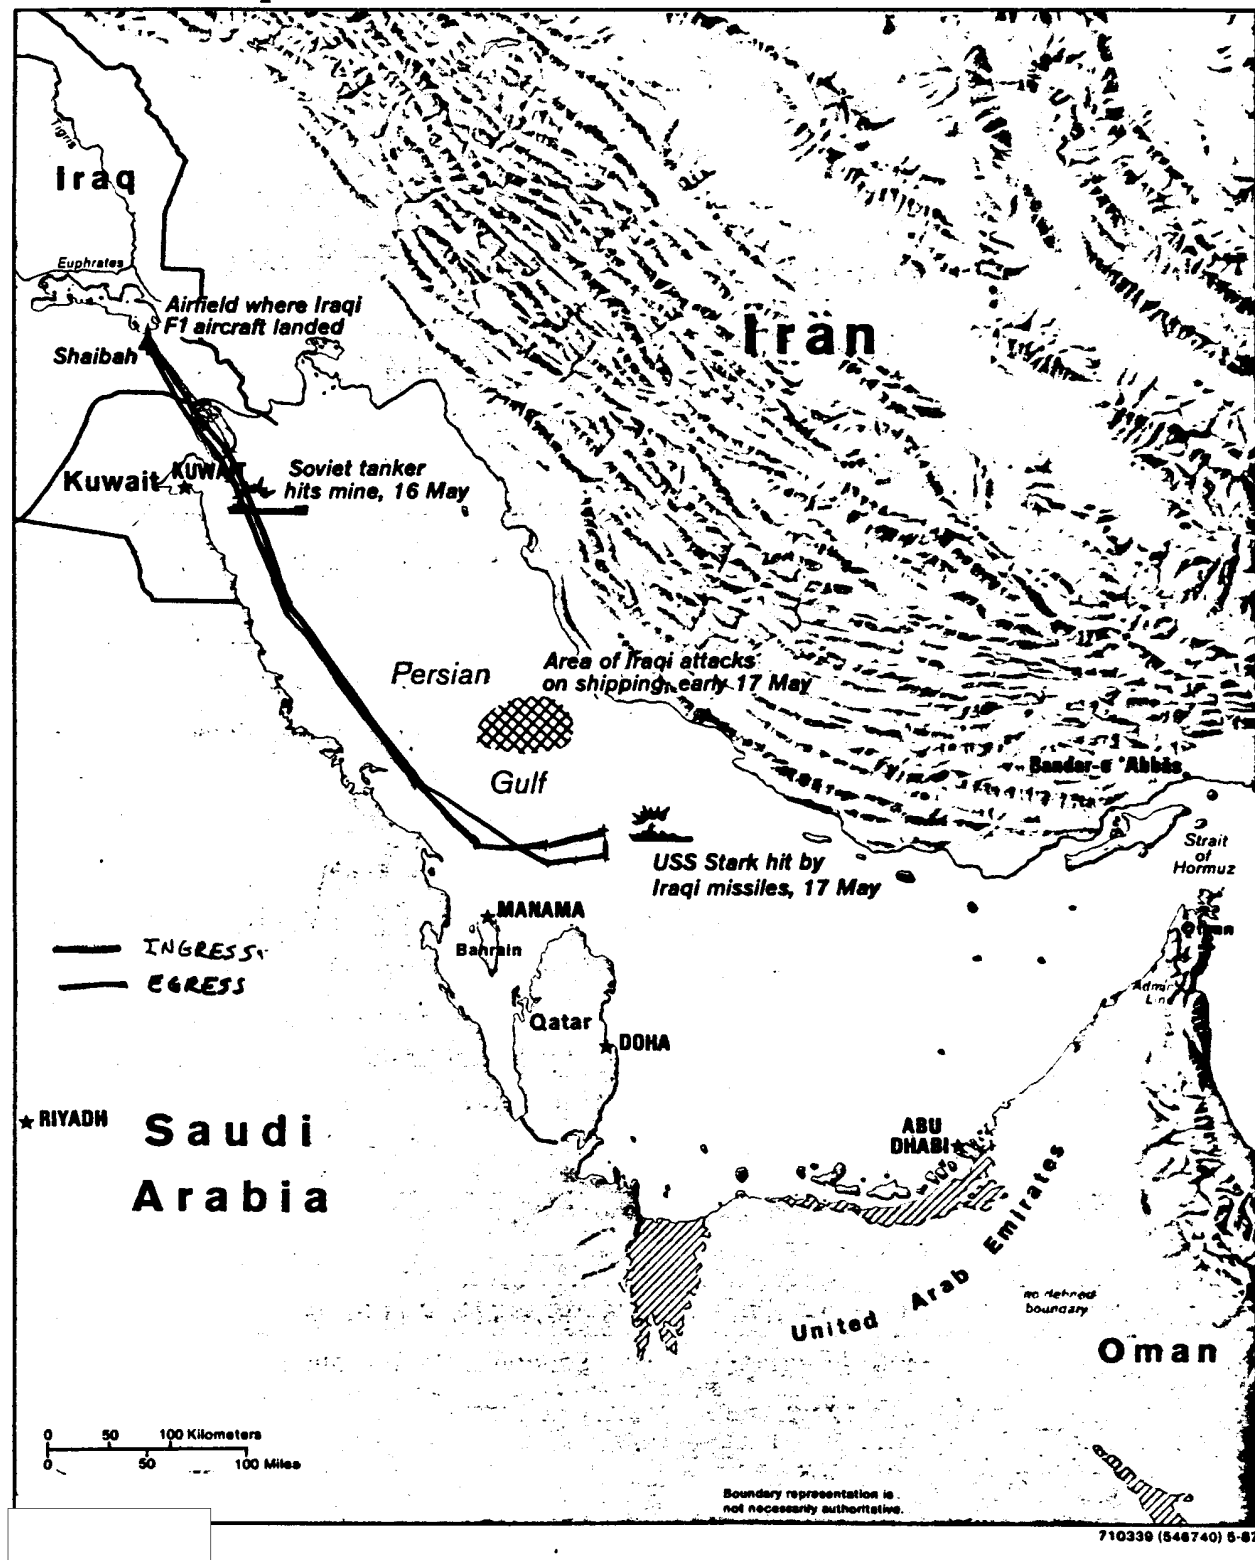 Tigris
Iraq
Euphrates
Airfield where Iraqi
F1 aircraft landed
Shaibah
Iran
Kuwait
KUWAIT
Soviet tanker
hits mine, 16 May
Persian
Area of Iraqi attacks
on shipping, early 17 May
Gulf
Bandar-e 'Abbās
Strait
of
Hormuz
USS Stark hit by
Iraqi missiles, 17 May
MANAMA
Bahrain
INGRESS
EGRESS
Oman
Admin
Line
Qatar
DOHA
RIYADH
Saudi
Arabia
ABU
DHABI
United Arab Emirates
no defined
boundary
Oman
0 50 100 Kilometers
0 50 100 Miles
Boundary representation is
not necessarily authoritative.
710339 (546740) 5-87